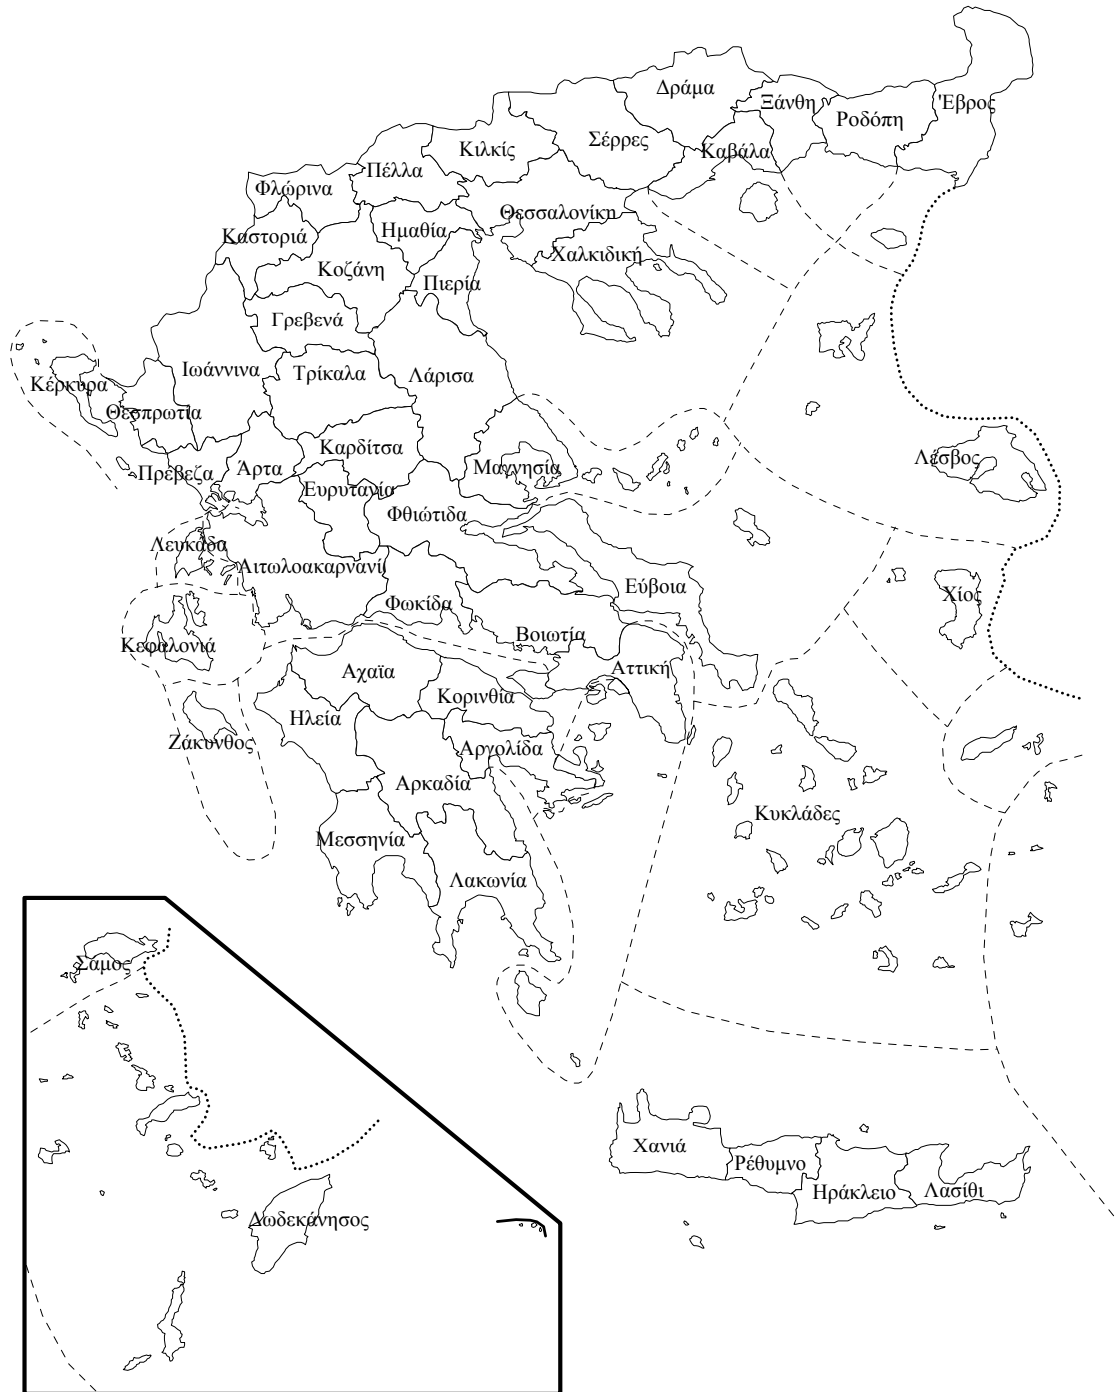 Δράμα
Ξάνθη
Έβρος
Ροδόπη
Σέρρες
Κιλκίς
Καβάλα
Πέλλα
Φλώρινα
Θεσσαλονίκη
Ημαθία
Καστοριά
Χαλκιδική
Κοζάνη
Πιερία
Γρεβενά
Ιωάννινα
Τρίκαλα
Λάρισα
Κέρκυρα
Θεσπρωτία
Καρδίτσα
Λέσβος
Μαγνησία
Άρτα
Πρέβεζα
Ευρυτανία
Φθιώτιδα
Λευκάδα
Αιτωλοακαρνανί
Εύβοια
Χίος
Φωκίδα
Βοιωτία
Κεφαλονιά
Αττική
Αχαϊα
Κορινθία
Ηλεία
Ζάκυνθος
Αργολίδα
Αρκαδία
Κυκλάδες
Μεσσηνία
Λακωνία
Σάμος
Χανιά
Ρέθυμνο
Ηράκλειο
Λασίθι
Δωδεκάνησος